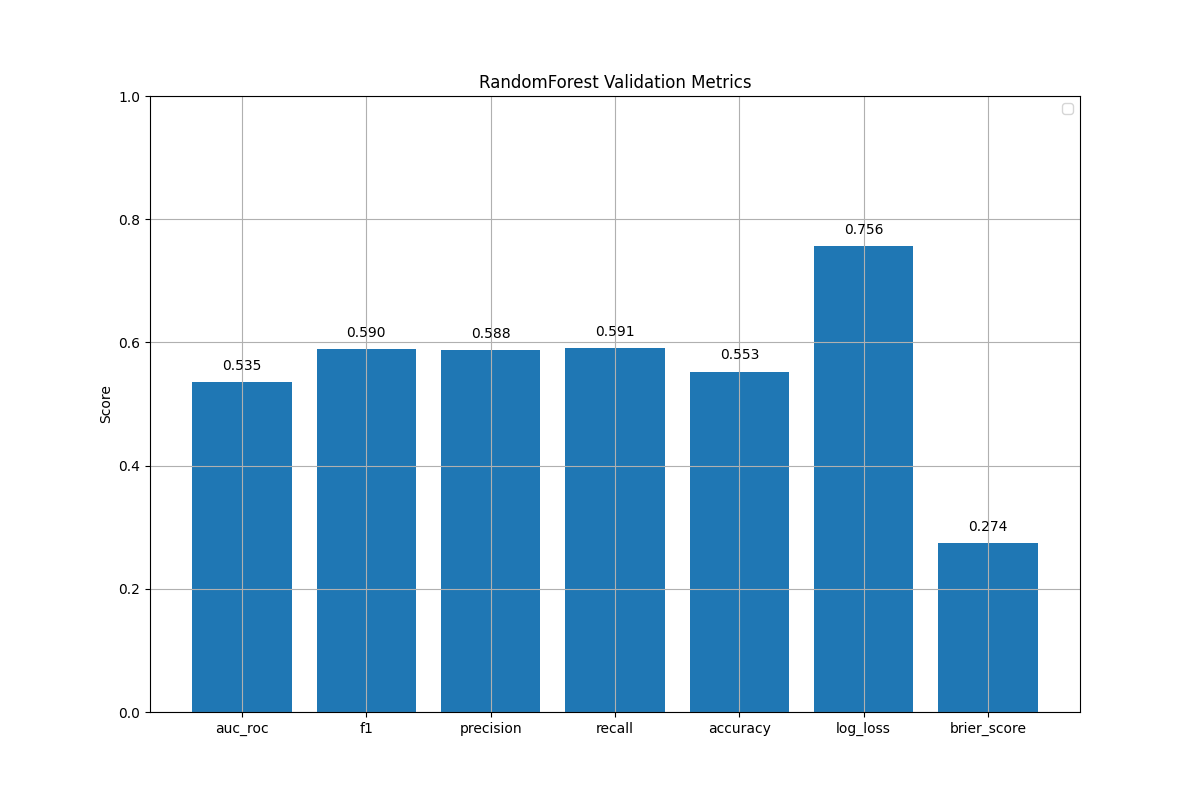 RandomForest Validation Metrics
1.0
0.8
0.6
0.4
0.2
0.0
Score
0.535
0.590
0.588
0.591
0.553
0.756
0.274
auc_roc
f1
precision
recall
accuracy
log_loss
brier_score